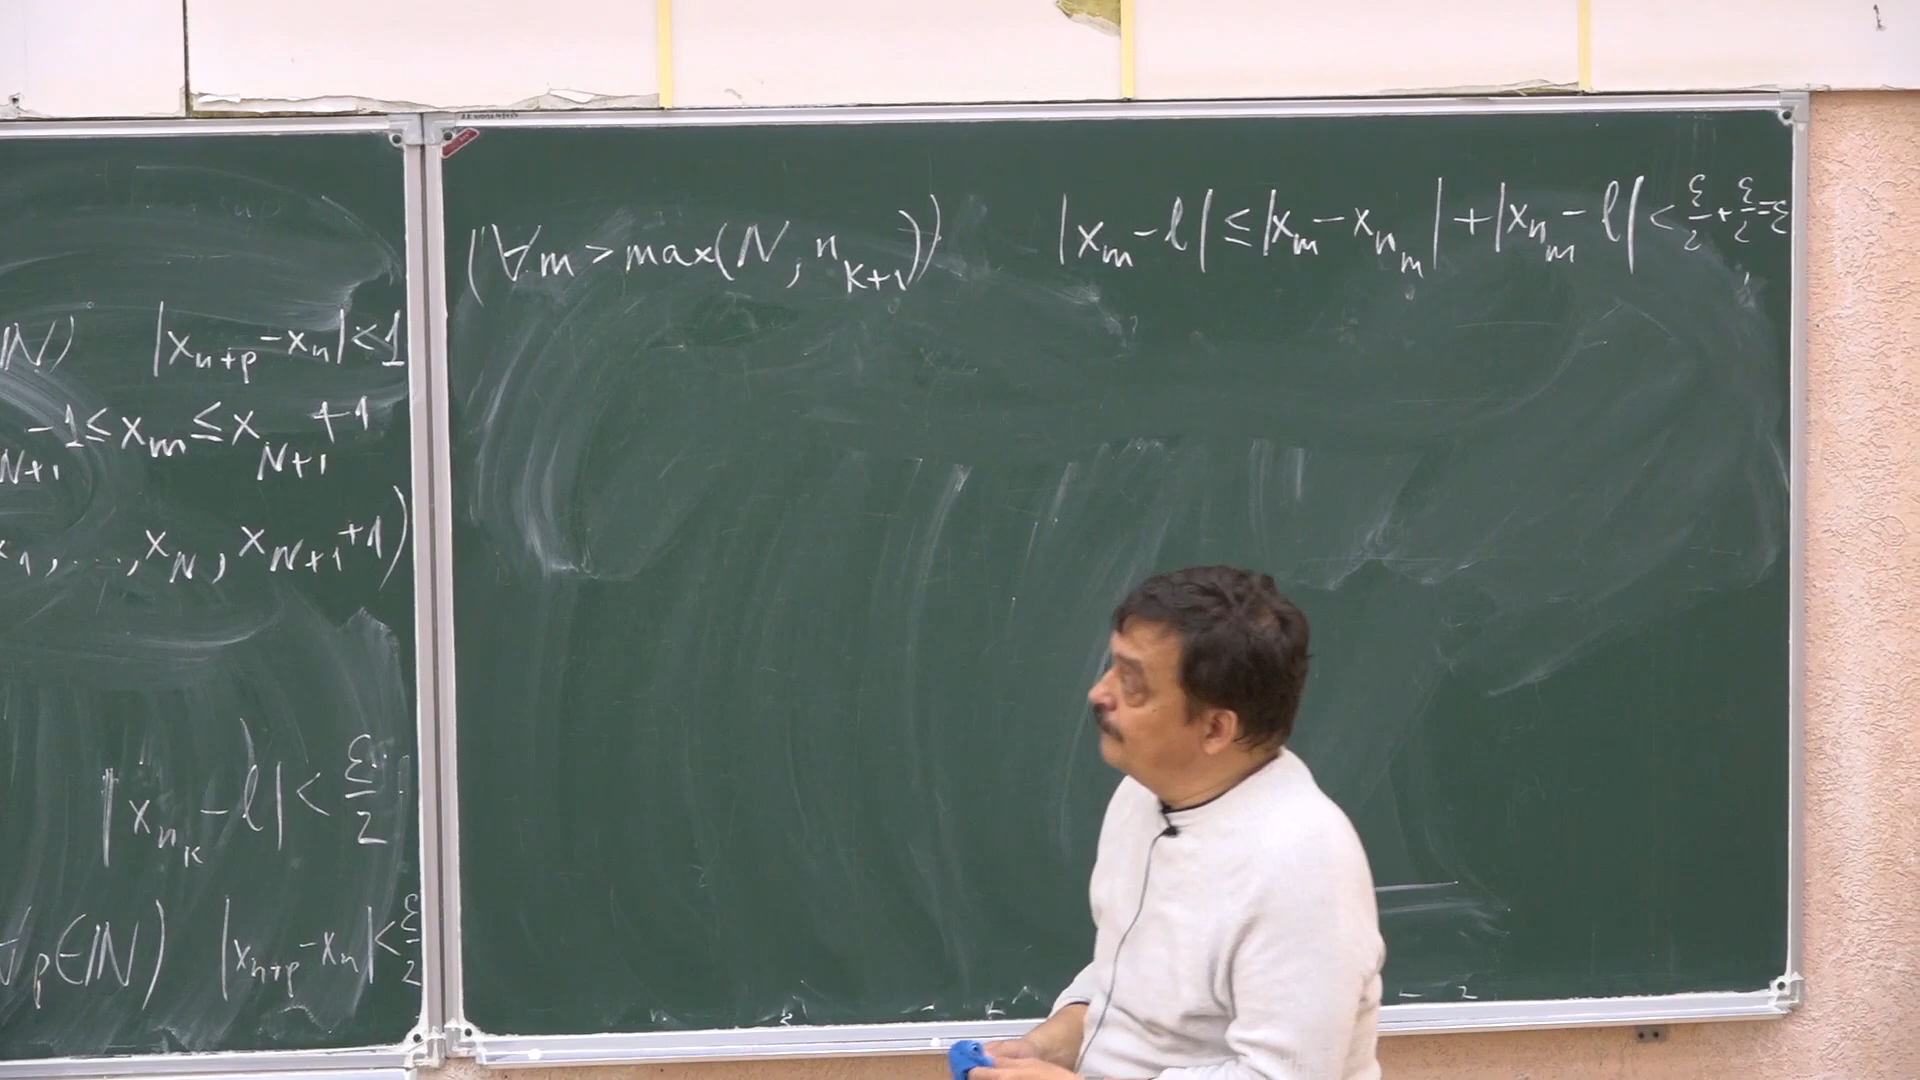 N) |x_{n+p} - x_n| < 1
N+1 - 1 ≤ x_m ≤ x_{N+1} + 1
x_1, ..., x_N, x_{N+1} + 1)
|x_{n_k} - l| < ε/2
∀p∈ℕ) |x_{n+p} - x_n| < ε/2
(∀m > max(N, n_{k+1})) |x_m - l| ≤ |x_m - x_{n_m}| + |x_{n_m} - l| < ε/2 + ε/2 = ε